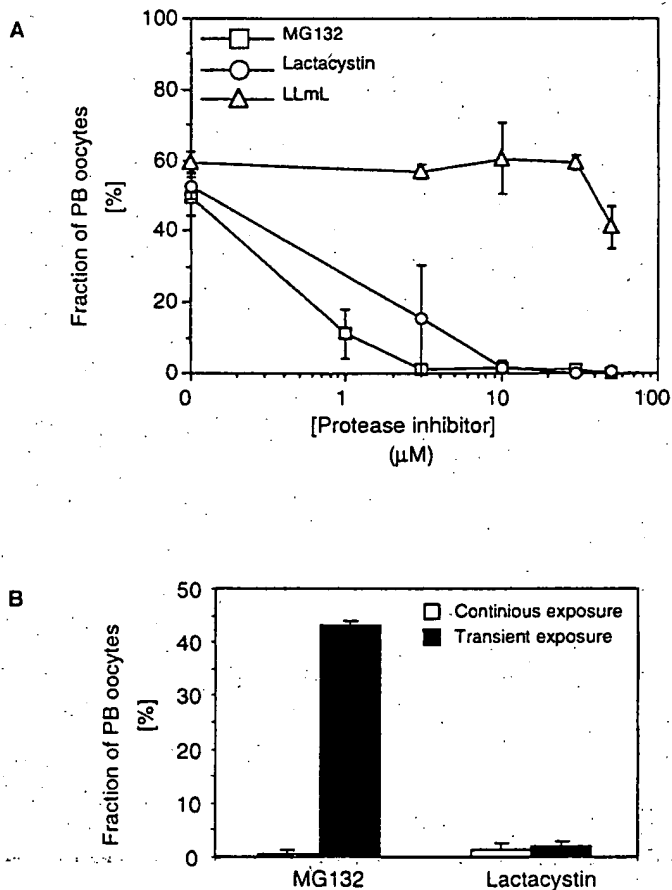 A
100
80
60
40
20
0
Fraction of PB oocytes
[%]
MG132
Lactacystin
LLmL
0
1
10
100
[Protease inhibitor]
(μM)
B
50
40
30
20
10
0
Fraction of PB oocytes
[%]
Continious exposure
Transient exposure
MG132
Lactacystin